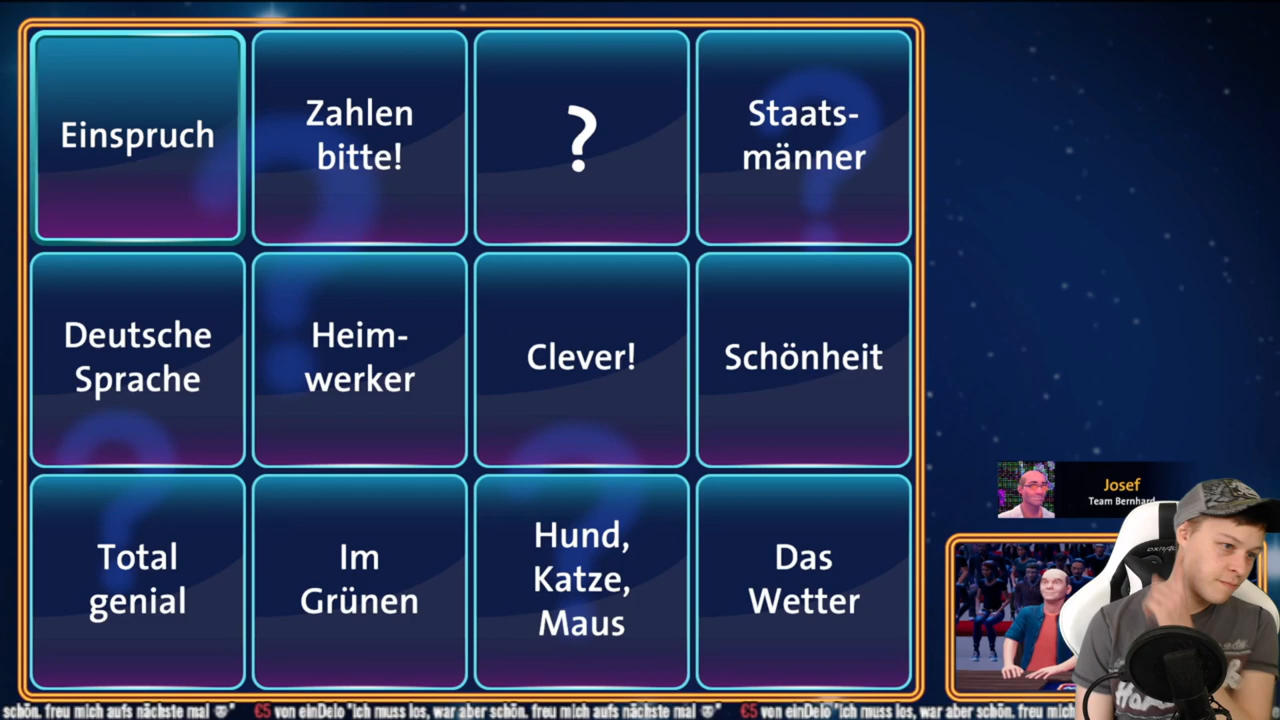 Einspruch
Zahlen
bitte!
?
Staats-
männer
Deutsche
Sprache
Heim-
werker
Clever!
Schönheit
Total
genial
Im
Grünen
Hund,
Katze,
Maus
Das
Wetter
Josef
Team Bernhard
schön. freu mich aufs nächste mal " €5 von einDelo "ich muss los, war aber schön. freu mich aufs nächste mal " €5 von einDelo "ich muss los, war aber schön. freu mich